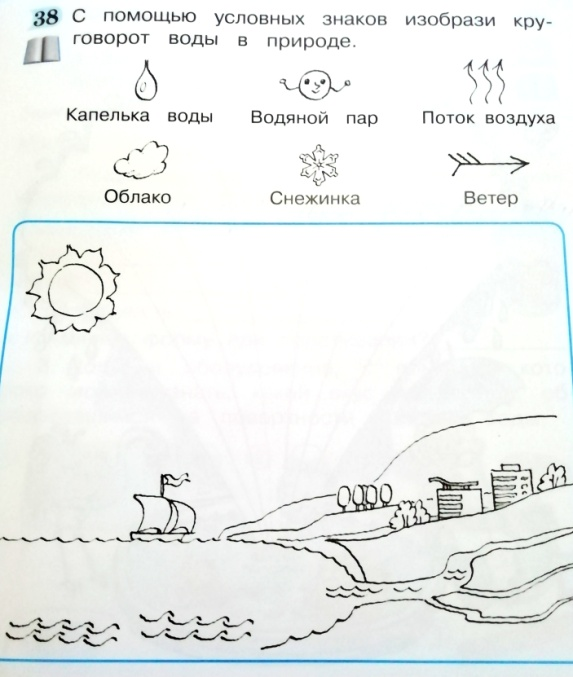 38 С помощью условных знаков изобрази кру-
говорот воды в природе.
Капелька воды Водяной пар Поток воздуха
Облако Снежинка Ветер